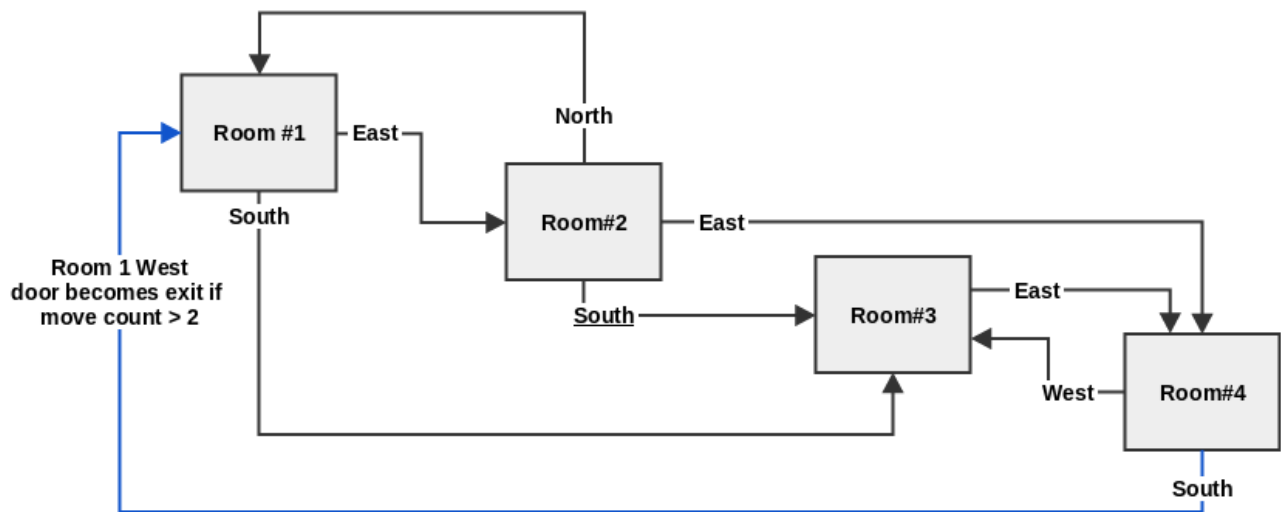 North
Room #1
East
South
Room#2
East
Room 1 West
door becomes exit if
move count > 2
South
Room#3
East
West
Room#4
South